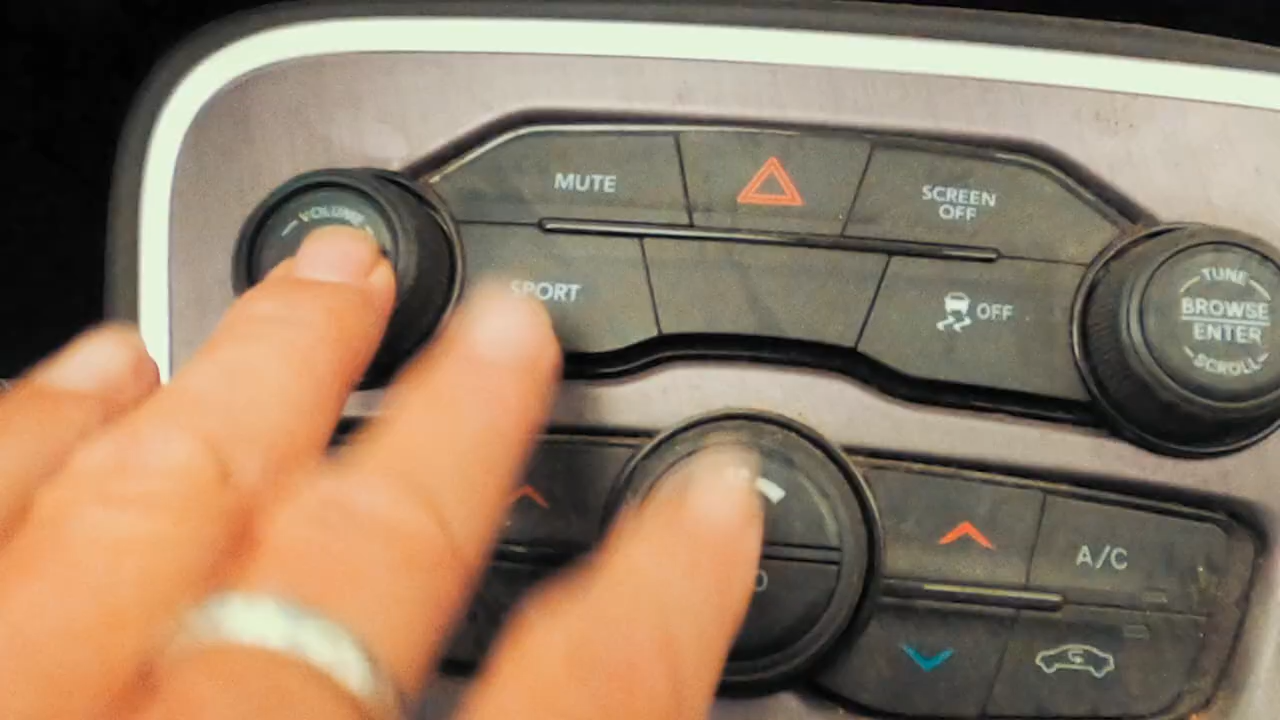 VOLUME
MUTE
SCREEN
OFF
SPORT
OFF
TUNE
BROWSE
ENTER
SCROLL
A/C